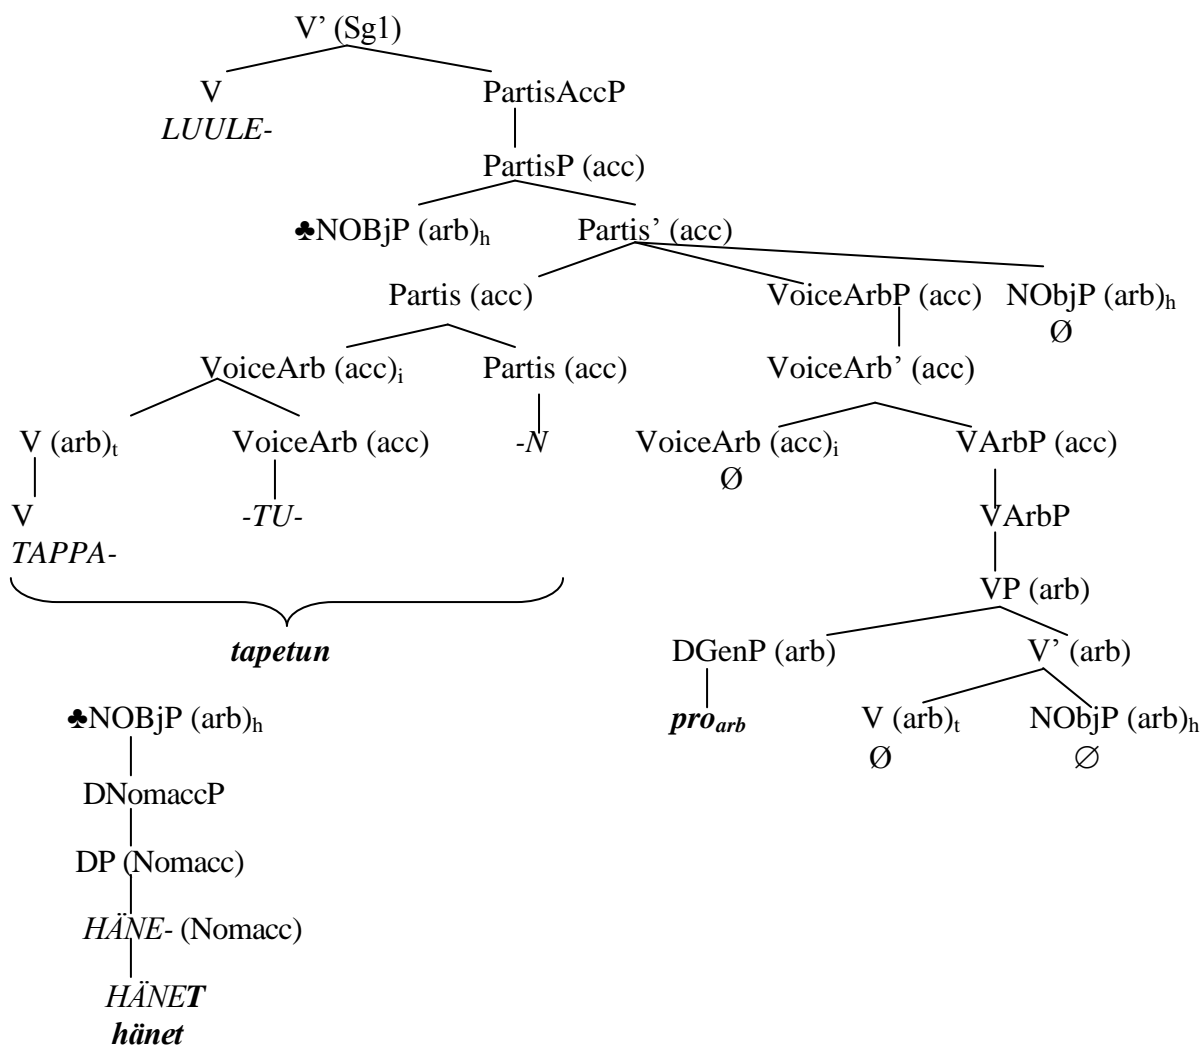 V’ (Sg1)
V PartisAccP
LUULE-
PartisP (acc)
♣NOBjP (arb)h Partis’ (acc)
Partis (acc) VoiceArbP (acc) NObjP (arb)h
Ø
VoiceArb (acc)i Partis (acc) VoiceArb’ (acc)
V (arb)t VoiceArb (acc) -N VoiceArb (acc)i VArbP (acc)
Ø
V -TU- VArbP
TAPPA-
VP (arb)
tapetun DGenP (arb) V’ (arb)
♣NOBjP (arb)h proarb V (arb)t NObjP (arb)h
Ø ∅
DNomaccP
DP (Nomacc)
HÄNE- (Nomacc)
HÄNET
hänet